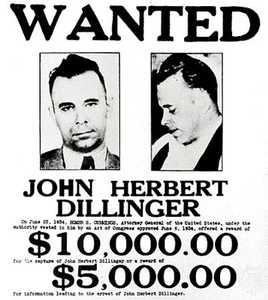 WANTED
JOHN HERBERT
DILLINGER
On June 23, 1934, HOMER S. CUMMINGS, Attorney General of the United States, under the
authority vested in him by an Act of Congress approved June 6, 1934, offered a reward of
$10,000.00
for the capture of John Herbert Dillinger or a reward of
$5,000.00
for information leading to the arrest of John Herbert Dillinger.